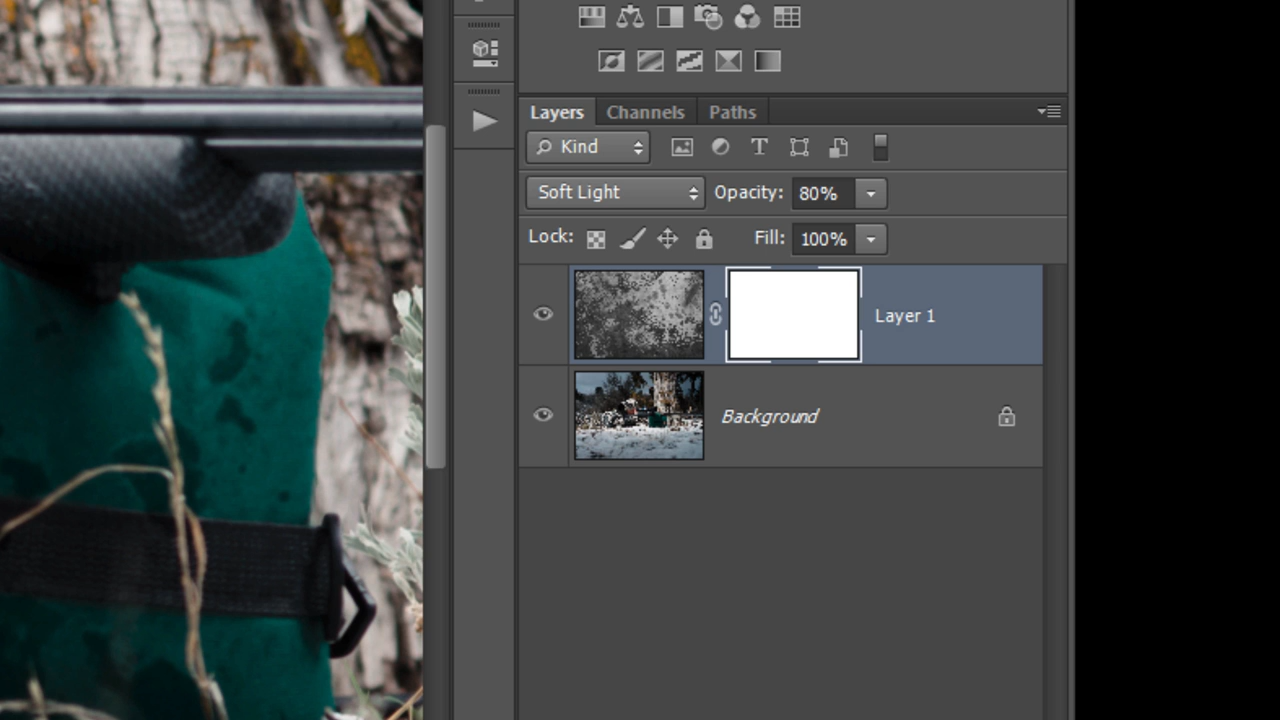 Layers Channels Paths
Kind
Soft Light Opacity: 80%
Lock: Fill: 100%
Layer 1
Background